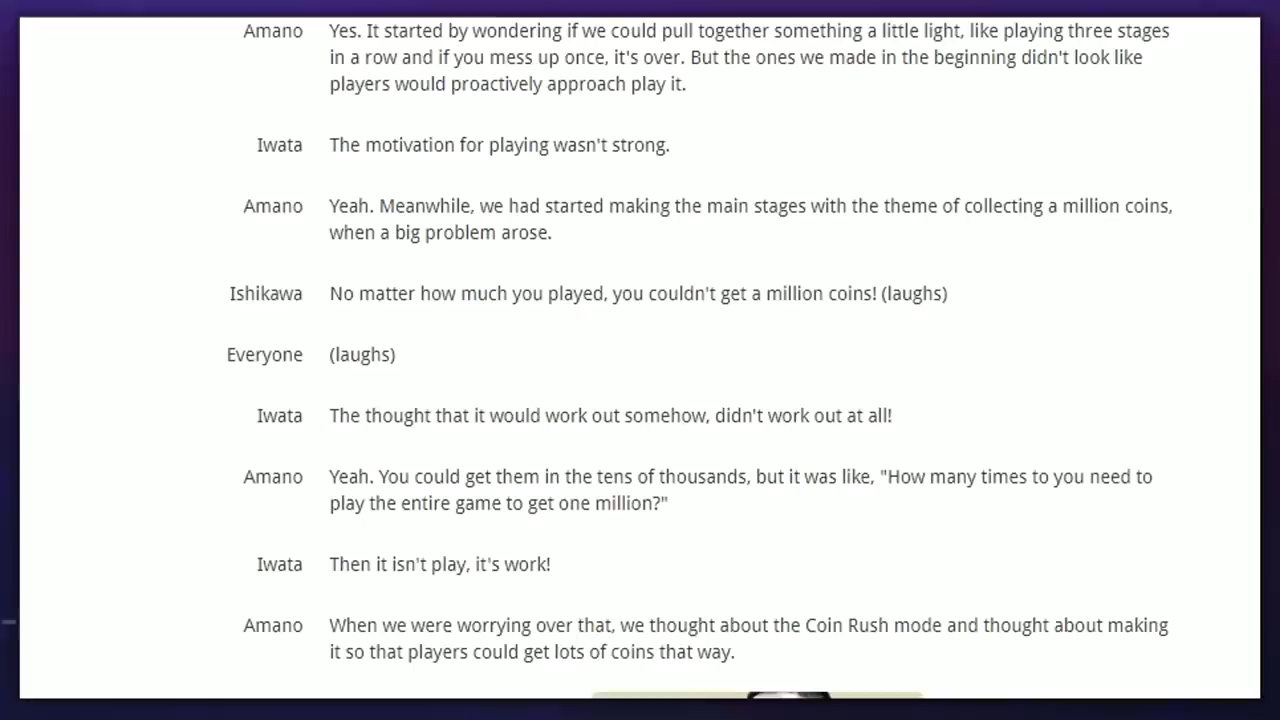 Amano Yes. It started by wondering if we could pull together something a little light, like playing three stages
in a row and if you mess up once, it's over. But the ones we made in the beginning didn't look like
players would proactively approach play it.
Iwata The motivation for playing wasn't strong.
Amano Yeah. Meanwhile, we had started making the main stages with the theme of collecting a million coins,
when a big problem arose.
Ishikawa No matter how much you played, you couldn't get a million coins! (laughs)
Everyone (laughs)
Iwata The thought that it would work out somehow, didn't work out at all!
Amano Yeah. You could get them in the tens of thousands, but it was like, "How many times to you need to
play the entire game to get one million?"
Iwata Then it isn't play, it's work!
Amano When we were worrying over that, we thought about the Coin Rush mode and thought about making
it so that players could get lots of coins that way.